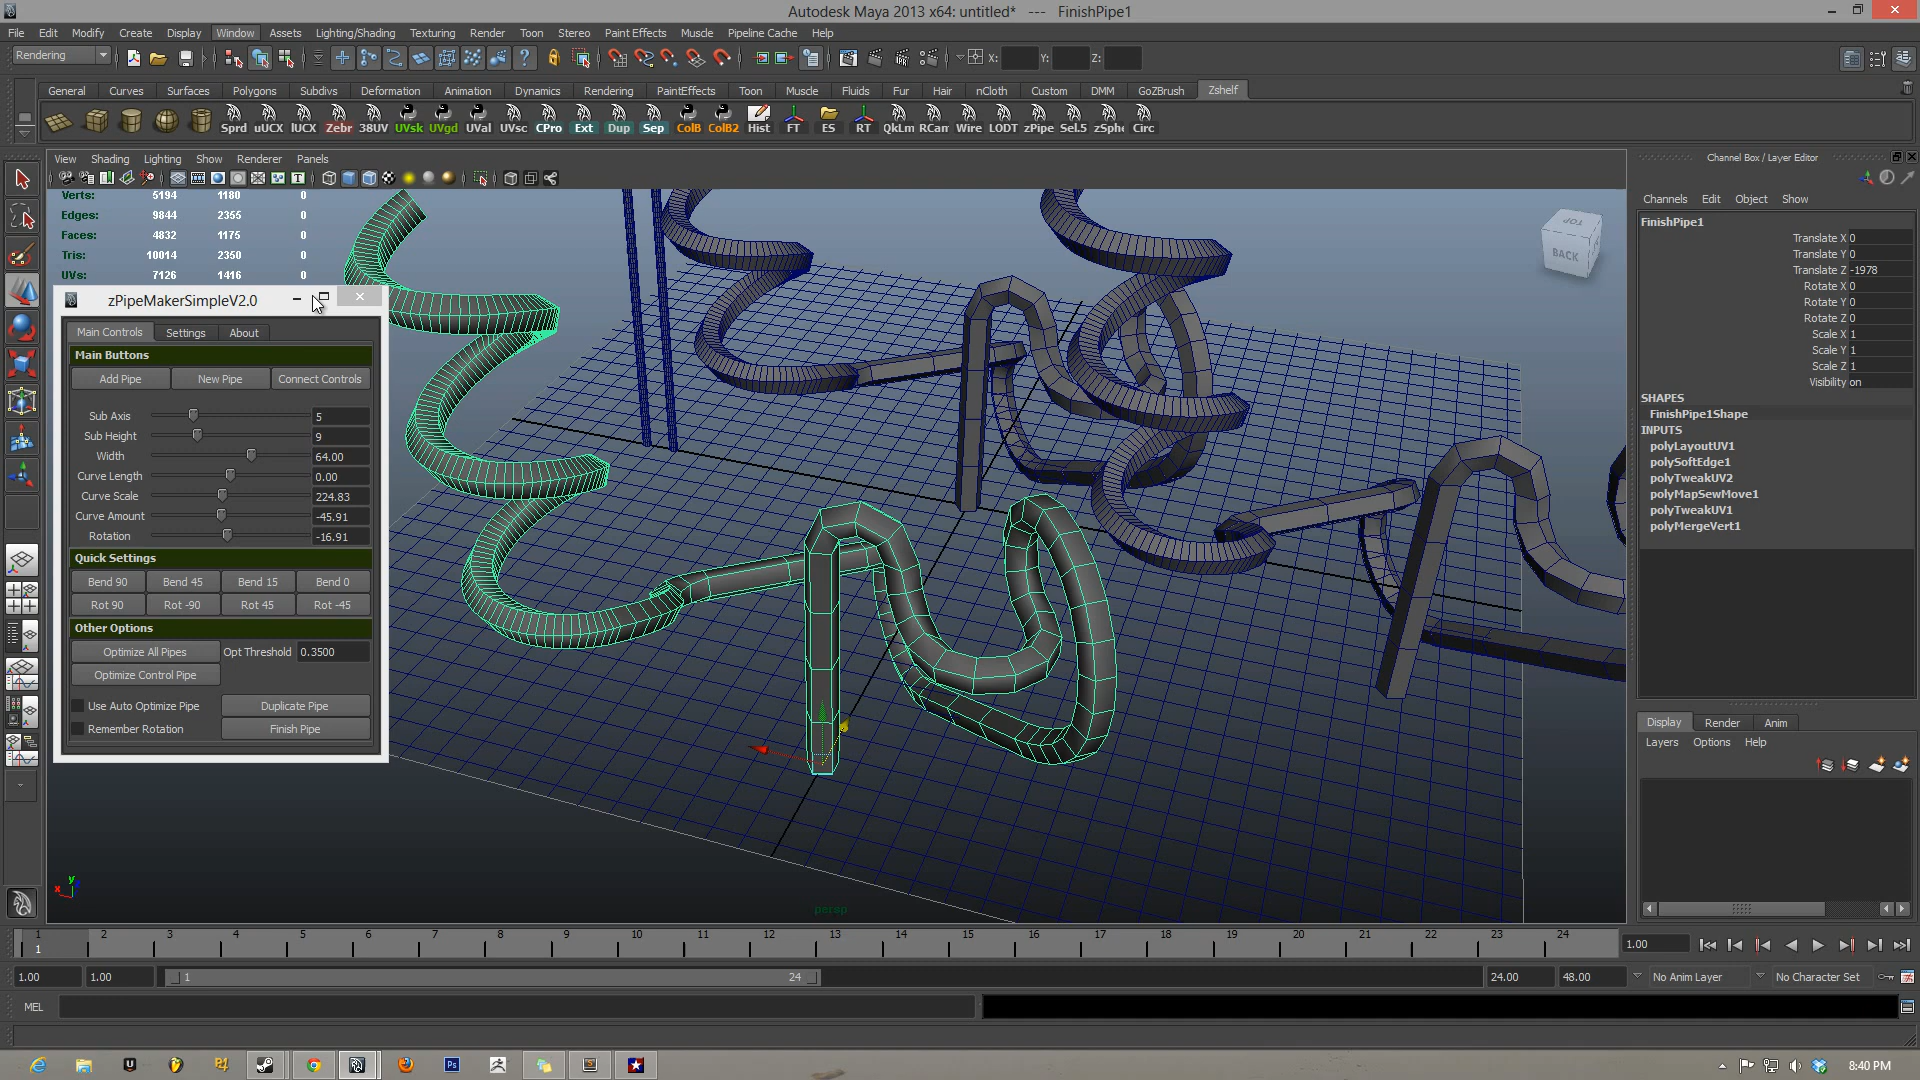 Autodesk Maya 2013 x64: untitled* --- FinishPipe1
File Edit Modify Create Display Window Assets Lighting/Shading Texturing Render Toon Stereo Paint Effects Muscle Pipeline Cache Help
Rendering X: Y: Z:
General Curves Surfaces Polygons Subdivs Deformation Animation Dynamics Rendering PaintEffects Toon Muscle Fluids Fur Hair nCloth Custom DMM GoZBrush Zshelf
Sprd uUCX lUCX Zebr 38UV UVsk UVgd UVal UVsc CPro Ext Dup Sep ColB ColB2 Hist FT ES RT QkLm RCam Wire LODT zPipe Sel.5 zSphe Circ
View Shading Lighting Show Renderer Panels
Verts: 5194 1180 0
Edges: 9844 2355 0
Faces: 4832 1175 0
Tris: 10014 2350 0
UVs: 7126 1416 0
zPipeMakerSimpleV2.0
Main Controls Settings About
Main Buttons
Add Pipe New Pipe Connect Controls
Sub Axis 5
Sub Height 9
Width 64.00
Curve Length 0.00
Curve Scale 224.83
Curve Amount -45.91
Rotation -16.91
Quick Settings
Bend 90 Bend 45 Bend 15 Bend 0
Rot 90 Rot -90 Rot 45 Rot -45
Other Options
Optimize All Pipes Opt Threshold 0.3500
Optimize Control Pipe
Use Auto Optimize Pipe Duplicate Pipe
Remember Rotation Finish Pipe
TOP
BACK
y
x
persp
Channel Box / Layer Editor
Channels Edit Object Show
FinishPipe1
Translate X 0
Translate Y 0
Translate Z -1978
Rotate X 0
Rotate Y 0
Rotate Z 0
Scale X 1
Scale Y 1
Scale Z 1
Visibility on
SHAPES
FinishPipe1Shape
INPUTS
polyLayoutUV1
polySoftEdge1
polyTweakUV2
polyMapSewMove1
polyTweakUV1
polyMergeVert1
Display Render Anim
Layers Options Help
1 2 3 4 5 6 7 8 9 10 11 12 13 14 15 16 17 18 19 20 21 22 23 24
1 1.00
1.00 1.00 1 24 24.00 48.00 No Anim Layer No Character Set
MEL
Ps
8:40 PM